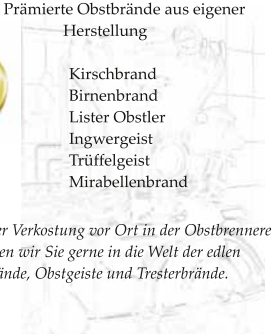 Prämierte Obstbrände aus eigener
Herstellung
Kirschbrand
Birnenbrand
Lister Obstler
Ingwergeist
Trüffelgeist
Mirabellenbrand
er Verkostung vor Ort in der Obstbrennere
en wir Sie gerne in die Welt der edlen
ände, Obstgeiste und Tresterbrände.